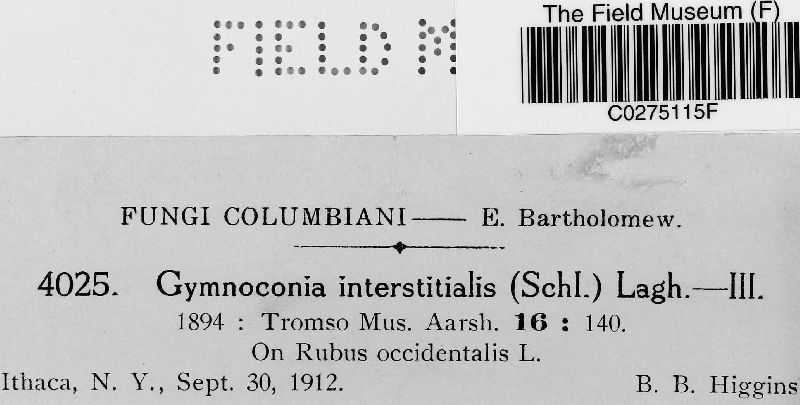 FIELD M
The Field Museum (F)
C0275115F
FUNGI COLUMBIANI—— E. Bartholomew.
4025. Gymnoconia interstitialis (Schl.) Lagh.—III.
1894 : Tromso Mus. Aarsh. 16 : 140.
On Rubus occidentalis L.
Ithaca, N. Y., Sept. 30, 1912. B. B. Higgins